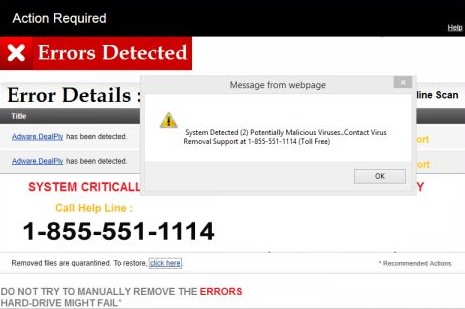 Action Required
Help
Errors Detected
Message from webpage
Error Details :
line Scan
Title
System Detected (2) Potentially Malicious Viruses..Contact Virus
Removal Support at 1-855-551-1114 (Toll Free)
Adware.DealPly has been detected.
ort
Adware.DealPly has been detected.
ort
OK
SYSTEM CRITICALL
Y
Call Help Line :
1-855-551-1114
Removed files are quarantined. To restore, click here.
* Recommended Actions
DO NOT TRY TO MANUALLY REMOVE THE ERRORS
HARD-DRIVE MIGHT FAIL"